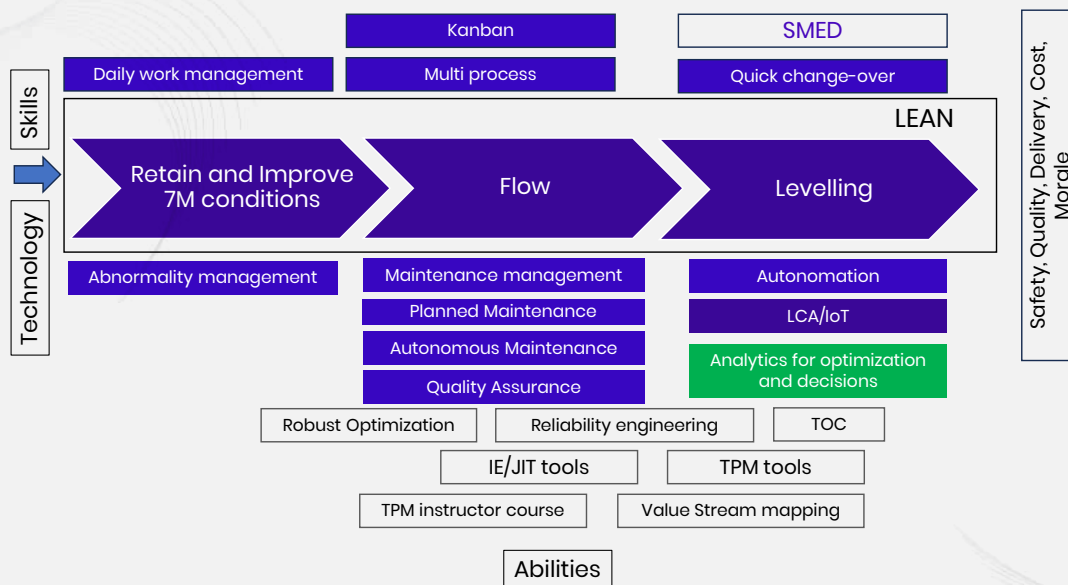 Kanban
SMED
Daily work management
Multi process
Quick change-over
Skills
Technology
LEAN
Retain and Improve
7M conditions
Flow
Levelling
Safety, Quality, Delivery, Cost,
Morale
Abnormality management
Maintenance management
Autonomation
Planned Maintenance
LCA/IoT
Autonomous Maintenance
Analytics for optimization
and decisions
Quality Assurance
Robust Optimization
Reliability engineering
TOC
IE/JIT tools
TPM tools
TPM instructor course
Value Stream mapping
Abilities